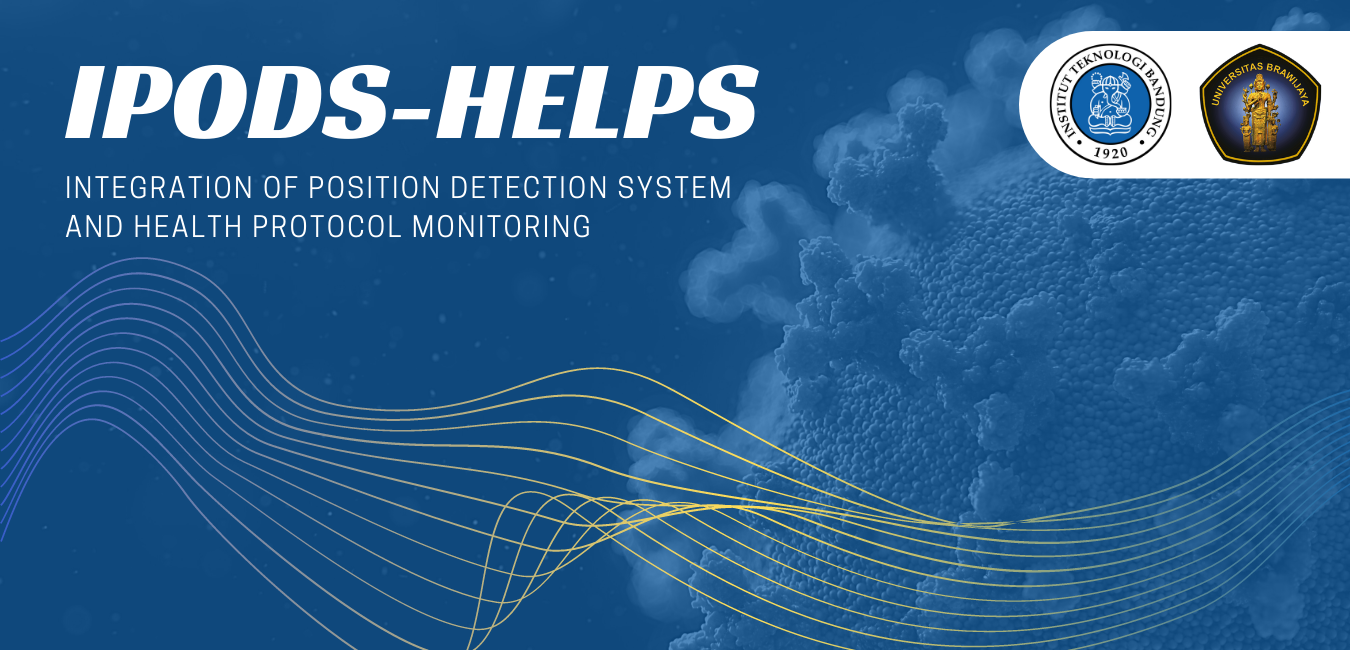 IPODS-HELPS
INTEGRATION OF POSITION DETECTION SYSTEM
AND HEALTH PROTOCOL MONITORING
INSTITUT TEKNOLOGI BANDUNG
1920
UNIVERSITAS BRAWIJAYA